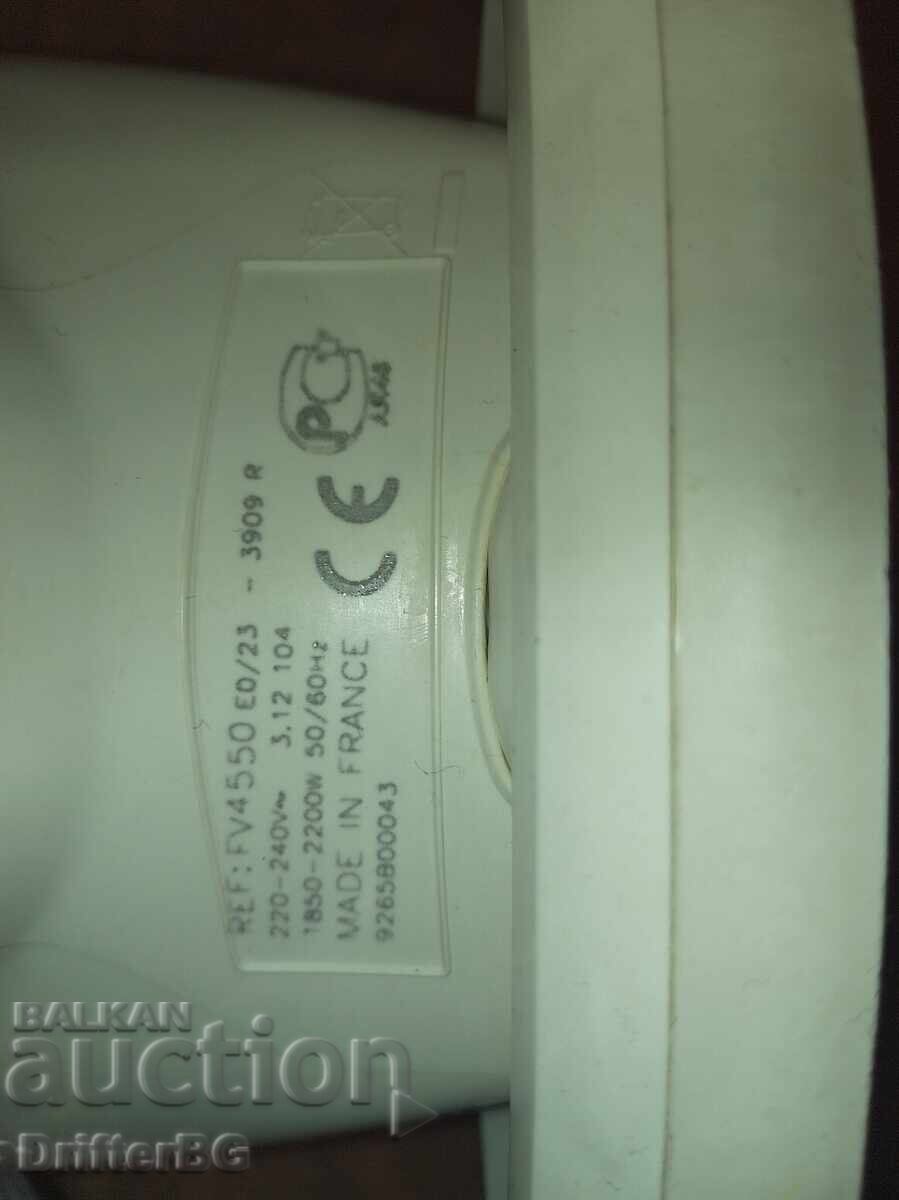 REF: FV4550 E0/23 - 3909 R
220-240V~ 3.12 104
1850-2200W 50/60Hz
MADE IN FRANCE
9265800043
CE
PC
BALKAN
auction
DrifterBG